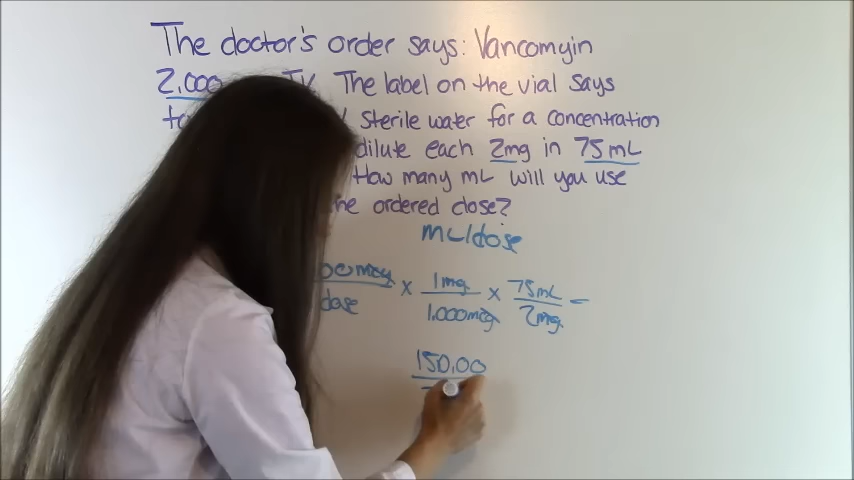 The doctor's order says: Vancomyin
2,000 IV. The label on the vial says
sterile water for a concentration
dilute each 2mg in 75mL
How many mL will you use
ordered dose?
mL/dose
mcg/dose x 1mg/1,000mcg x 75mL/2mg =
150,00